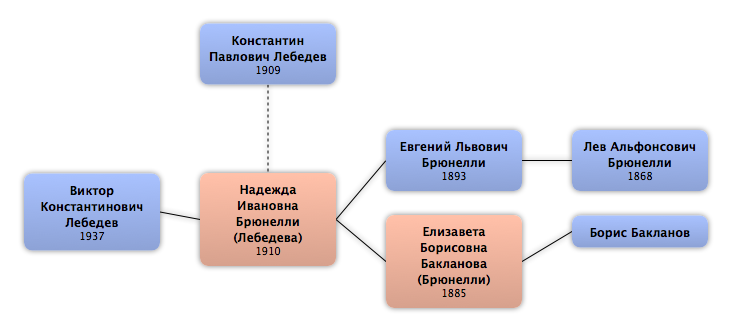 Константин
Павлович Лебедев
1909
Виктор
Константинович
Лебедев
1937
Надежда
Ивановна
Брюнелли
(Лебедева)
1910
Евгений Львович
Брюнелли
1893
Лев Альфонсович
Брюнелли
1868
Елизавета
Борисовна
Бакланова
(Брюнелли)
1885
Борис Бакланов